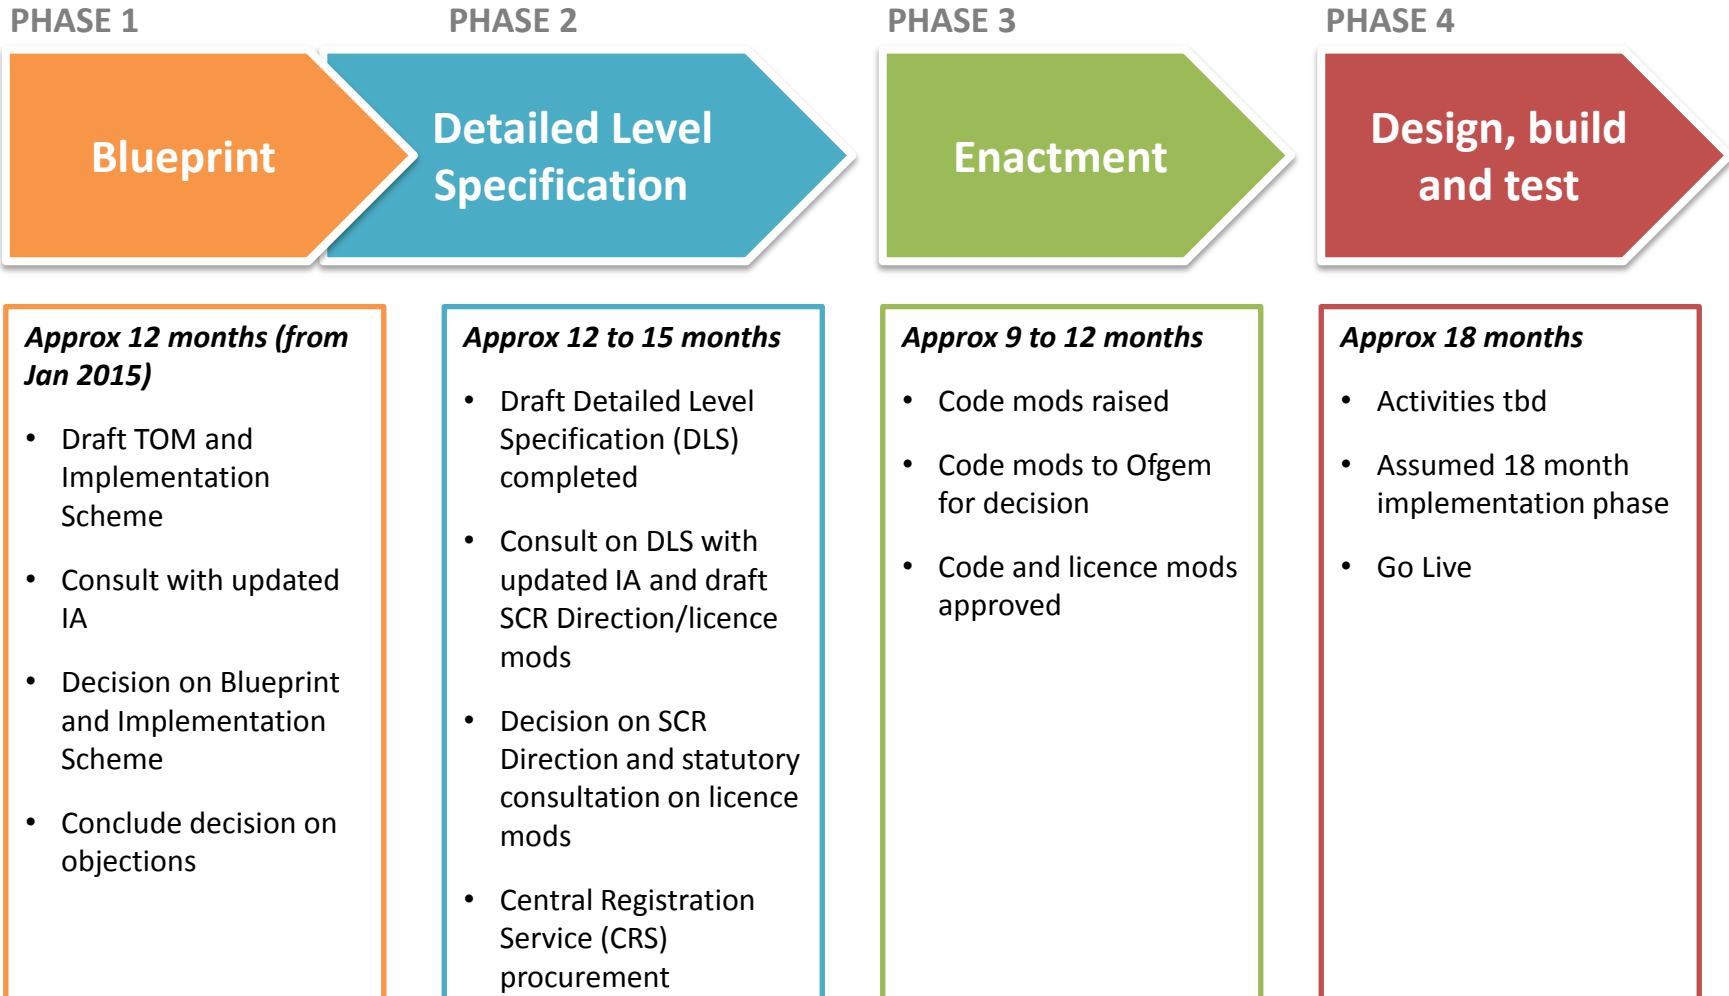 PHASE 1
Blueprint
Approx 12 months (from
Jan 2015)
• Draft TOM and
Implementation
Scheme
• Consult with updated
IA
• Decision on Blueprint
and Implementation
Scheme
• Conclude decision on
objections
PHASE 2
Detailed Level
Specification
Approx 12 to 15 months
• Draft Detailed Level
Specification (DLS)
completed
• Consult on DLS with
updated IA and draft
SCR Direction/licence
mods
• Decision on SCR
Direction and statutory
consultation on licence
mods
• Central Registration
Service (CRS)
procurement
PHASE 3
Enactment
Approx 9 to 12 months
• Code mods raised
• Code mods to Ofgem
for decision
• Code and licence mods
approved
PHASE 4
Design, build
and test
Approx 18 months
• Activities tbd
• Assumed 18 month
implementation phase
• Go Live